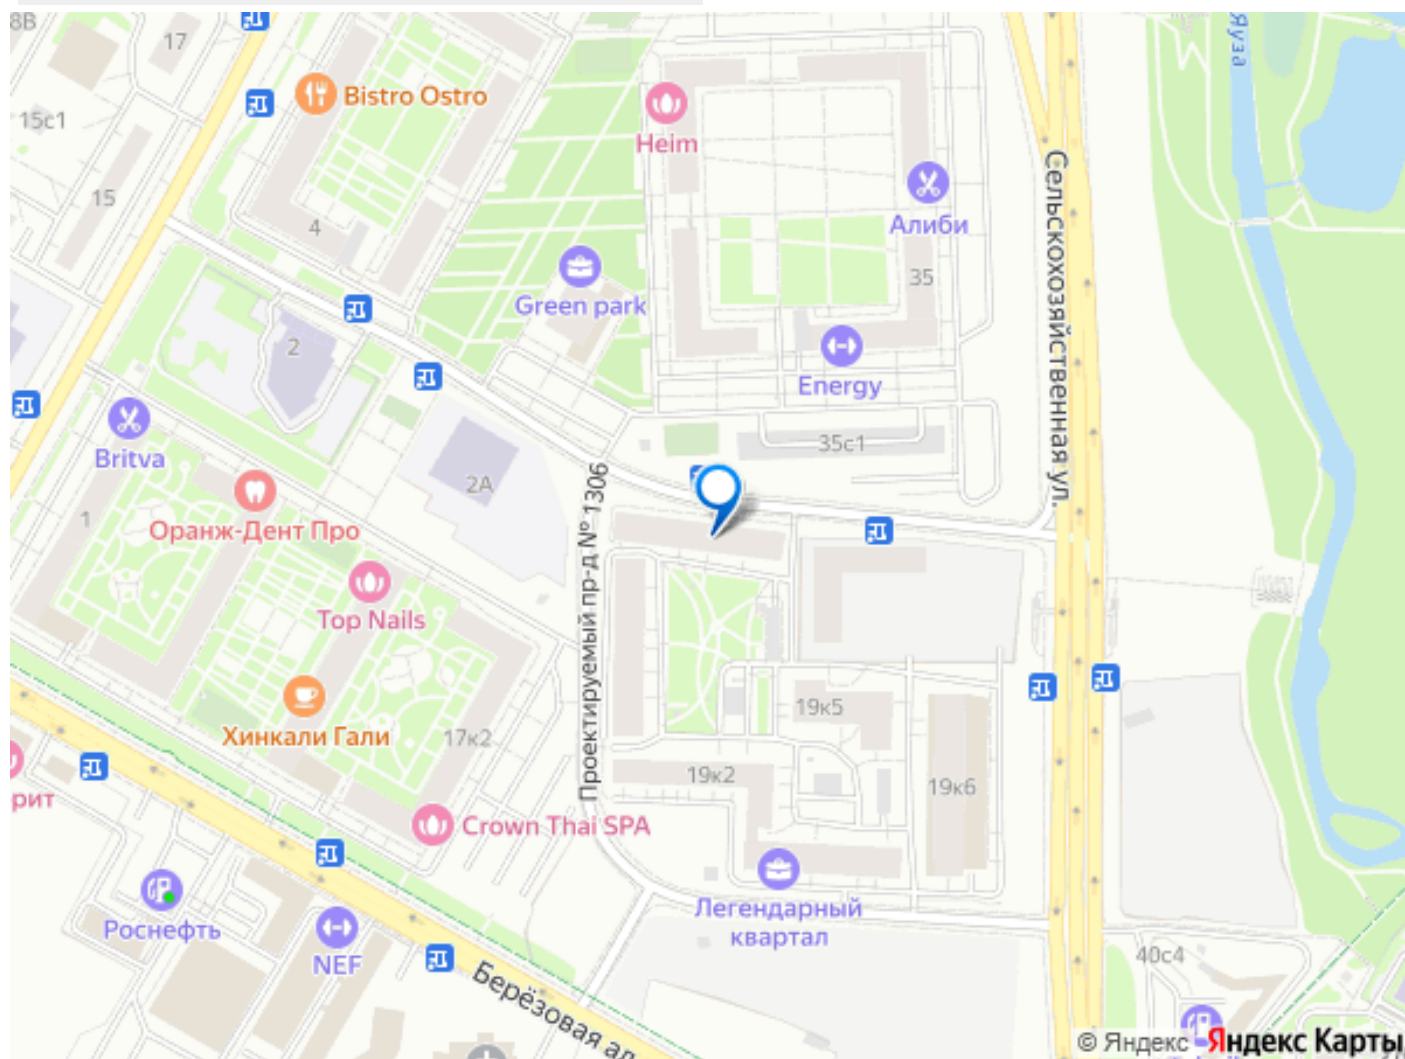 8В
17
Яуза
Bistro Ostro
15с1
Heim
Сельскохозяйственная ул.
15
Алиби
4
35
Green park
2
Energy
35с1
Britva
2А
1
Оранж-Дент Про
Проектируемый пр-д № 1306
Top Nails
19к5
Хинкали Гали
17к2
19к2
19к6
рит
Crown Thai SPA
Роснефть
Легендарный
квартал
NEF
40с4
Берёзовая ал
© Яндекс Яндекс Карты